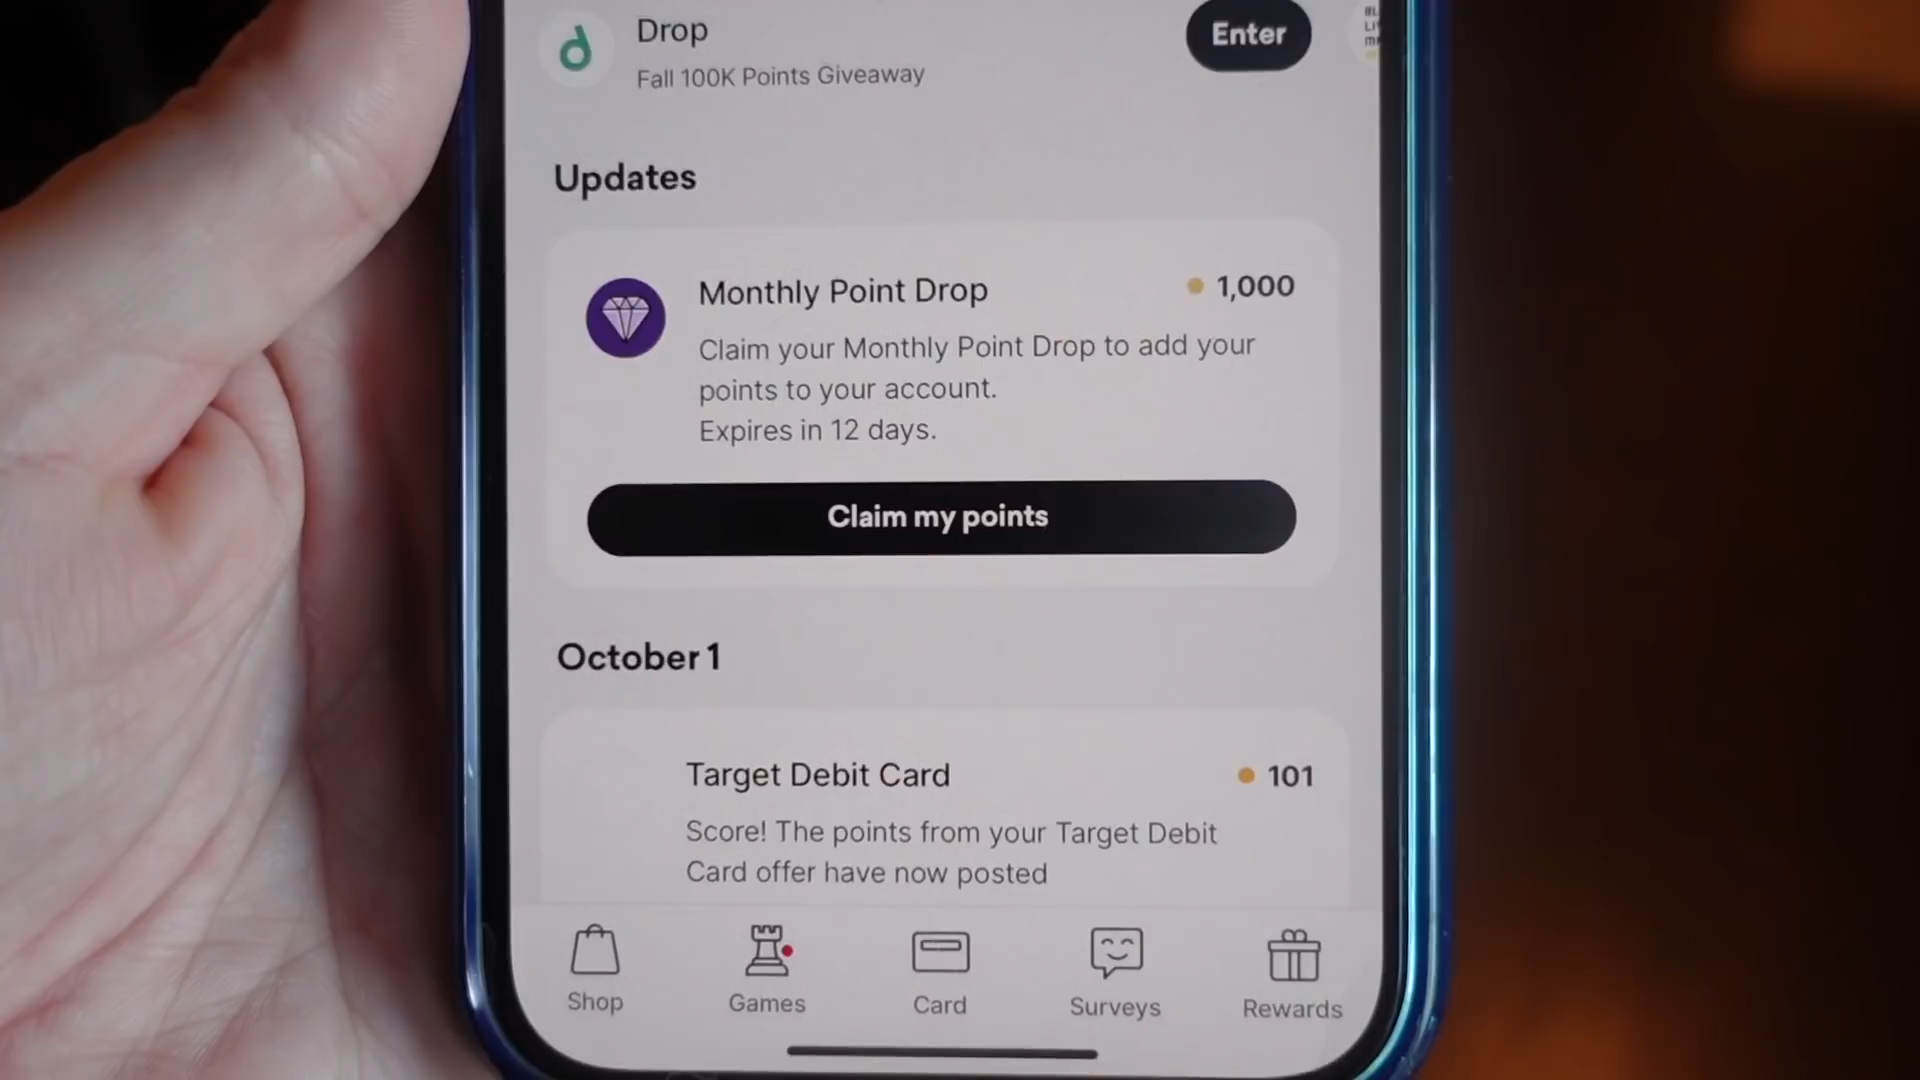 Drop
Enter
Fall 100K Points Giveaway
Updates
Monthly Point Drop
1,000
Claim your Monthly Point Drop to add your
points to your account.
Expires in 12 days.
Claim my points
October 1
Target Debit Card
101
Score! The points from your Target Debit
Card offer have now posted
Shop
Games
Card
Surveys
Rewards